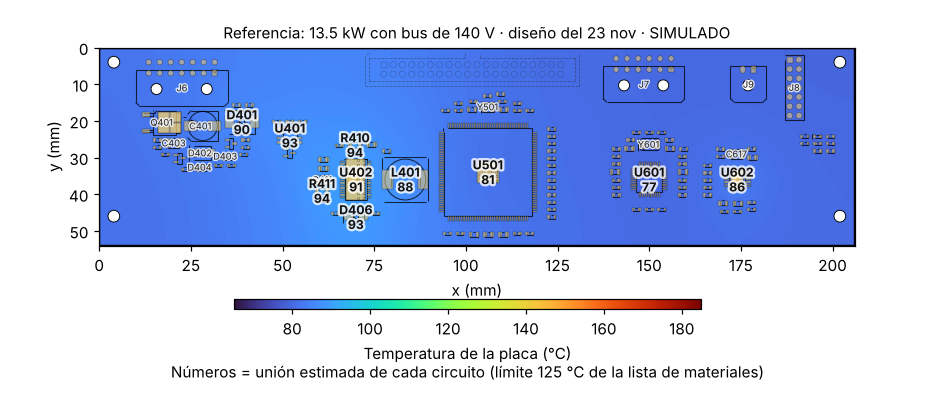 Referencia: 13.5 kW con bus de 140 V · diseño del 23 nov · SIMULADO
0
10
20
30
40
50
y (mm)
J6
J7
J9
J8
Q401
C401
D401
90
U401
93
C403
D402
D403
D404
R410
94
U402
91
R411
94
D406
93
L401
88
Y501
U501
81
Y601
U601
77
C617
U602
86
0 25 50 75 100 125 150 175 200
x (mm)
80 100 120 140 160 180
Temperatura de la placa (°C)
Números = unión estimada de cada circuito (límite 125 °C de la lista de materiales)